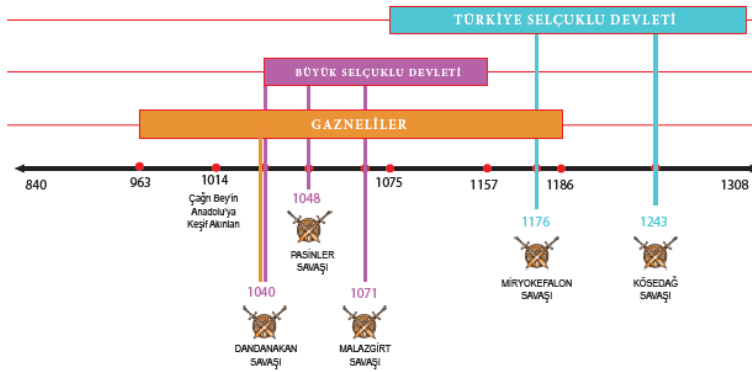 TÜRKİYE SELÇUKLU DEVLETİ
BÜYÜK SELÇUKLU DEVLETİ
GAZNELİLER
840
963
1014
Çağrı Bey'in
Anadolu'ya
Keşif Akınları
1075
1157
1186
1308
1048
PASİNLER
SAVAŞI
1176
MİRYOKEFALON
SAVAŞI
1243
KÖSEDAĞ
SAVAŞI
1040
DANDANAKAN
SAVAŞI
1071
MALAZGİRT
SAVAŞI